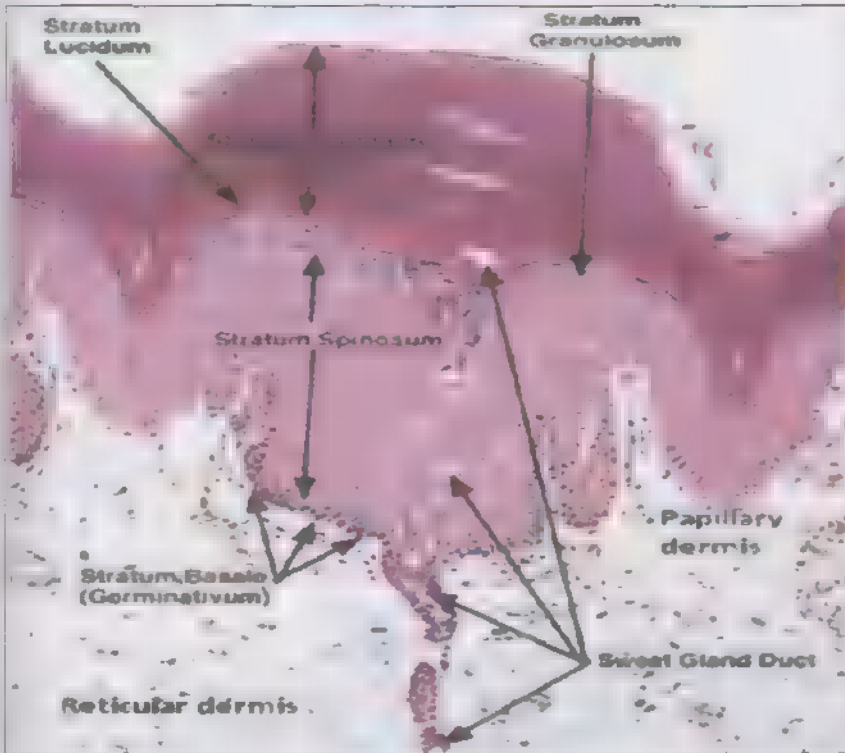 Stratum
Lucidum
Stratum
Granulosum
Stratum Spinosum
Papillary
dermis
Stratum Basale
(Germinativum)
Sweat Gland Duct
Reticular dermis